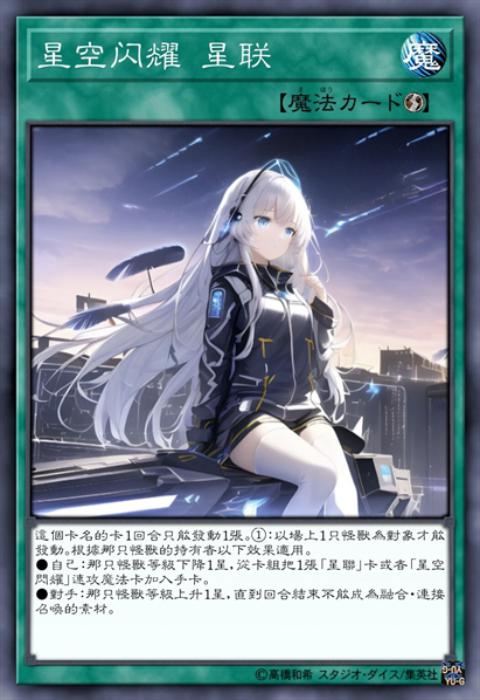 星空闪耀 星联
魔
【魔法カード】
ま ほう
這個卡名的卡1回合只能發動1張。①:以場上1只怪獸為對象才能
發動。根據那只怪獸的持有者以下效果適用。
●自己:那只怪獸等級下降1星,從卡組把1張「星聯」卡或者「星空
閃耀」速攻魔法卡加入手卡。
●對手:那只怪獸等級上升1星,直到回合結束不能成為融合·連接
召喚的素材。
©高橋和希 スタジオ・ダイス/集英社
YU-G